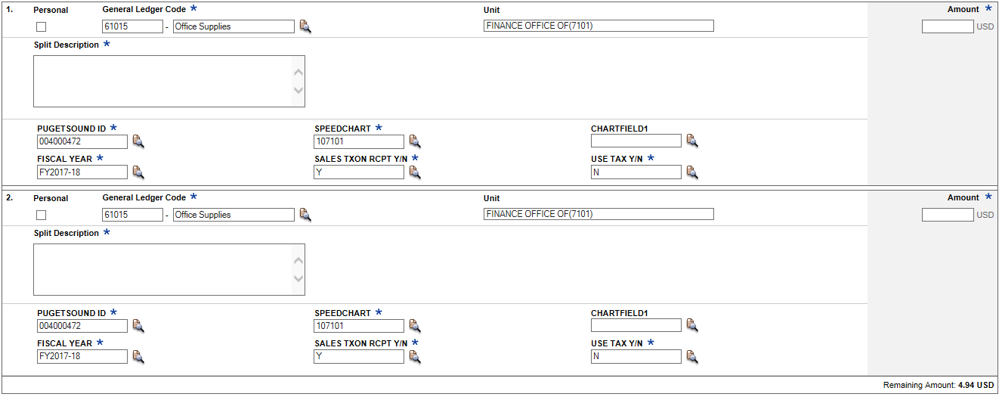 1. Personal General Ledger Code * Unit Amount *
61015 - Office Supplies FINANCE OFFICE OF(7101) USD
Split Description *
PUGETSOUND ID * SPEEDCHART * CHARTFIELD1
004000472 107101
FISCAL YEAR * SALES TXON RCPT Y/N * USE TAX Y/N *
FY2017-18 Y N
2. Personal General Ledger Code * Unit Amount *
61015 - Office Supplies FINANCE OFFICE OF(7101) USD
Split Description *
PUGETSOUND ID * SPEEDCHART * CHARTFIELD1
004000472 107101
FISCAL YEAR * SALES TXON RCPT Y/N * USE TAX Y/N *
FY2017-18 Y N
Remaining Amount: 4.94 USD